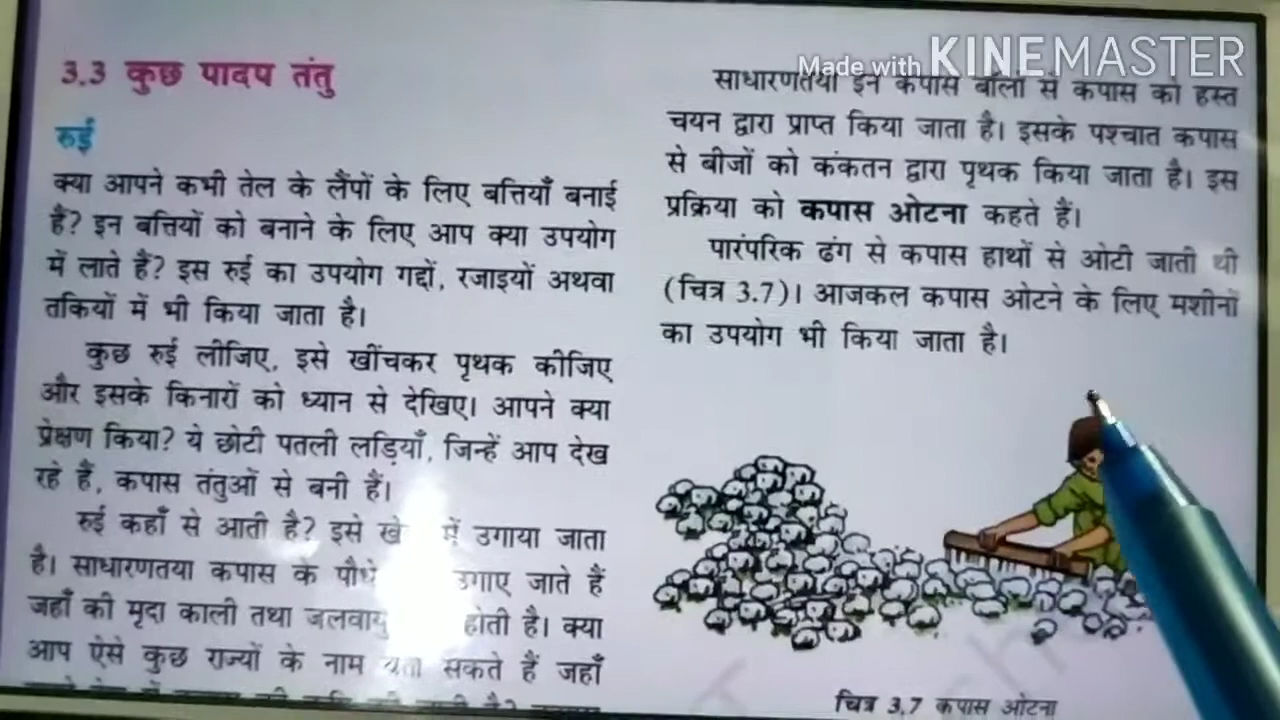 3.3 कुछ पादप तंतु
रुई
क्या आपने कभी तेल के लैंपों के लिए बत्तियाँ बनाई
हैं? इन बत्तियों को बनाने के लिए आप क्या उपयोग
में लाते हैं? इस रुई का उपयोग गद्दों, रजाइयों अथवा
तकियों में भी किया जाता है।
कुछ रुई लीजिए, इसे खींचकर पृथक कीजिए
और इसके किनारों को ध्यान से देखिए। आपने क्या
प्रेक्षण किया? ये छोटी पतली लड़ियाँ, जिन्हें आप देख
रहे हैं, कपास तंतुओं से बनी हैं।
रुई कहाँ से आती है? इसे में उगाया जाता
है। साधारणतया कपास के उगाए जाते हैं
जहाँ की मृदा काली तथा होती है। क्या
आप ऐसे कुछ राज्यों के नाम सकते हैं जहाँ
Made with KINEMASTER
साधारणतया इन कपास बॉलों से कपास को हस्त
चयन द्वारा प्राप्त किया जाता है। इसके पश्चात कपास
से बीजों को कंकतन द्वारा पृथक किया जाता है। इस
प्रक्रिया को कपास ओटना कहते हैं।
पारंपरिक ढंग से कपास हाथों से ओटी जाती थी
(चित्र 3.7)। आजकल कपास ओटने के लिए मशीनों
का उपयोग भी किया जाता है।
चित्र 3.7 कपास ओटना